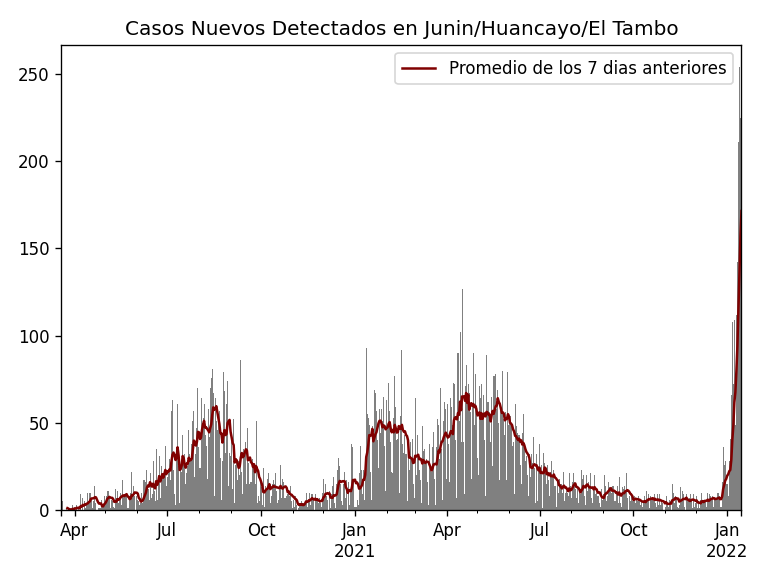 Casos Nuevos Detectados en Junin/Huancayo/El Tambo
Promedio de los 7 dias anteriores
250
200
150
100
50
0
Apr Jul Oct Jan Apr Jul Oct Jan
2021 2022